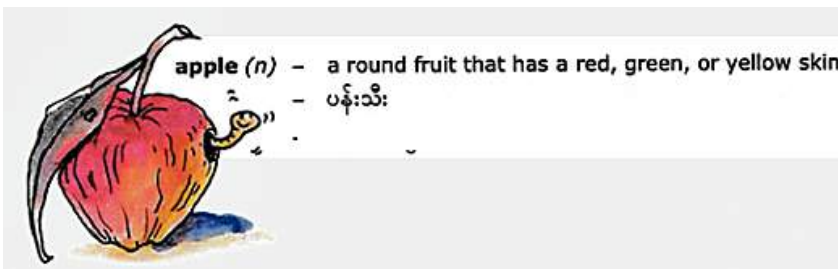 apple (n) – a round fruit that has a red, green, or yellow skin
– ပန်းသီး